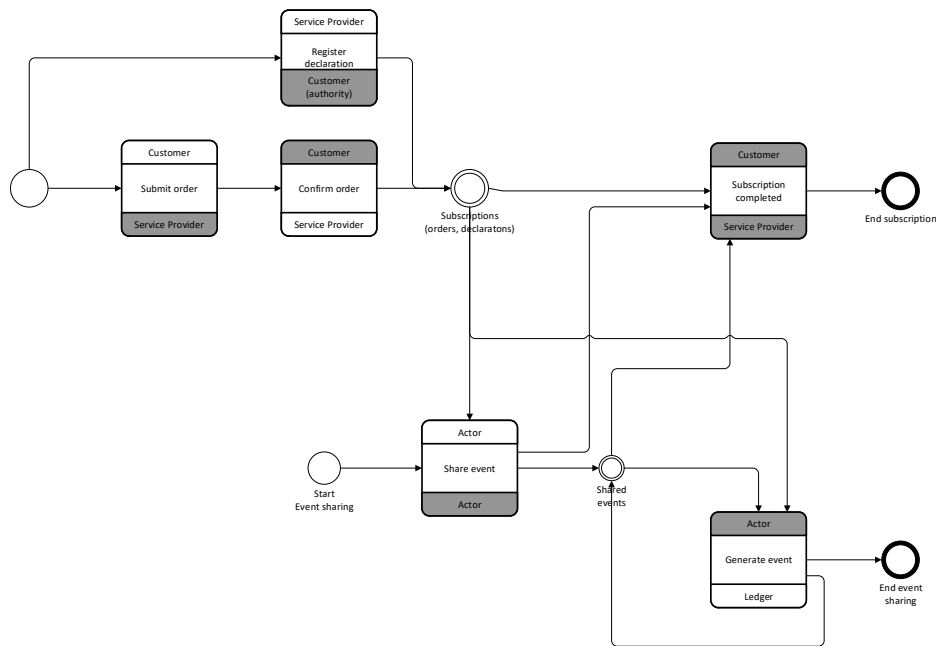 Service Provider
Register
declaration
Customer
(authority)
Customer
Submit order
Service Provider
Customer
Confirm order
Service Provider
Subscriptions
(orders, declaratons)
Customer
Subscription
completed
Service Provider
End subscription
Start
Event sharing
Actor
Share event
Actor
Shared
events
Actor
Generate event
Ledger
End event
sharing